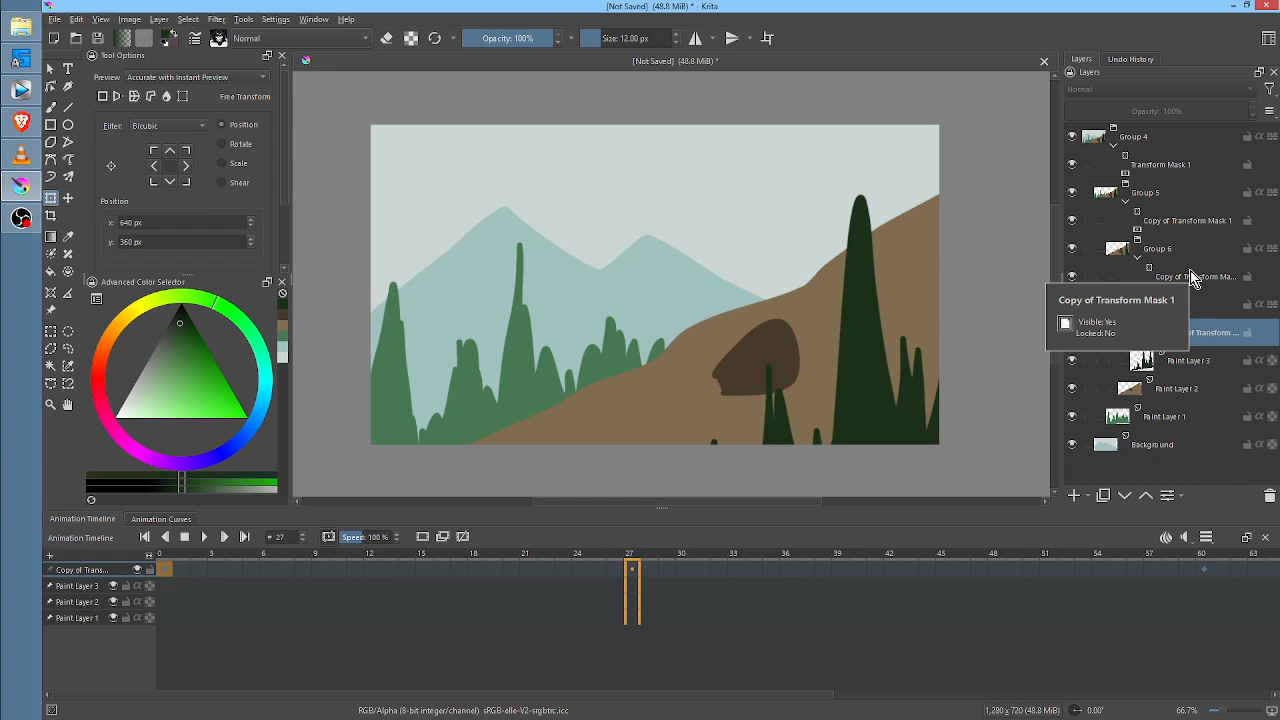 [Not Saved] (48.8 MiB) * - Krita
File Edit View Image Layer Select Filter Tools Settings Window Help
Normal
Opacity: 100%
Size: 12.00 px
Tool Options
Preview Accurate with Instant Preview
Free Transform
Filter: Bicubic
Position
Rotate
Scale
Shear
Position
x: 640 px
y: 360 px
Advanced Color Selector
[Not Saved] (48.8 MiB) *
Layers Undo History
Layers
Normal
Opacity: 100%
Group 4
Transform Mask 1
Group 5
Copy of Transform Mask 1
Group 6
Copy of Transform Ma...
Copy of Transform Mask 1
Visible: Yes
Locked: No
of Transform ...
Paint Layer 3
Paint Layer 2
Paint Layer 1
Background
Animation Timeline Animation Curves
Animation Timeline
27
Speed: 100 %
0 3 6 9 12 15 18 21 24 27 30 33 36 39 42 45 48 51 54 57 60 63
Copy of Trans...
Paint Layer 3
Paint Layer 2
Paint Layer 1
RGB/Alpha (8-bit integer/channel) sRGB-elle-V2-srgbtrc.icc
1,280 x 720 (48.8 MiB)
0.00°
66.7%